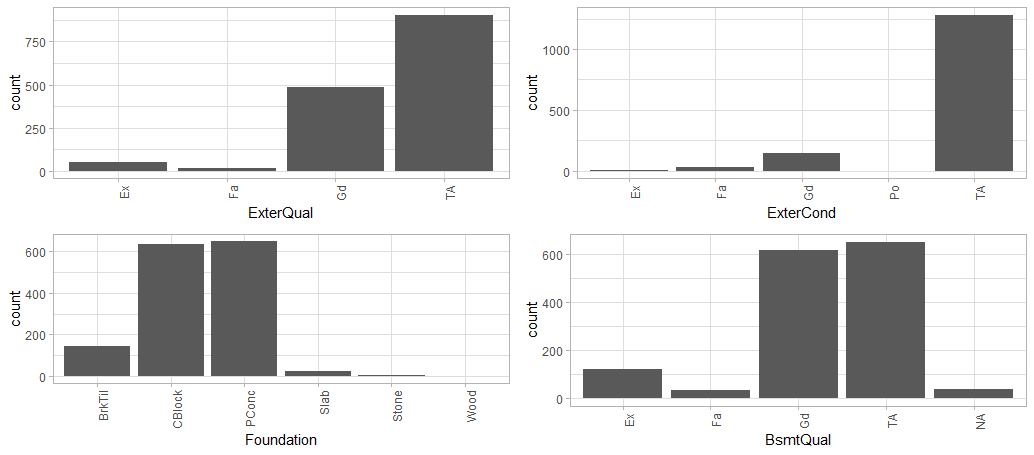 count
750
500
250
0
Ex
Fa
Gd
TA
ExterQual
count
1000
500
0
Ex
Fa
Gd
Po
TA
ExterCond
count
600
400
200
0
BrkTil
CBlock
PConc
Slab
Stone
Wood
Foundation
count
600
400
200
0
Ex
Fa
Gd
TA
NA
BsmtQual